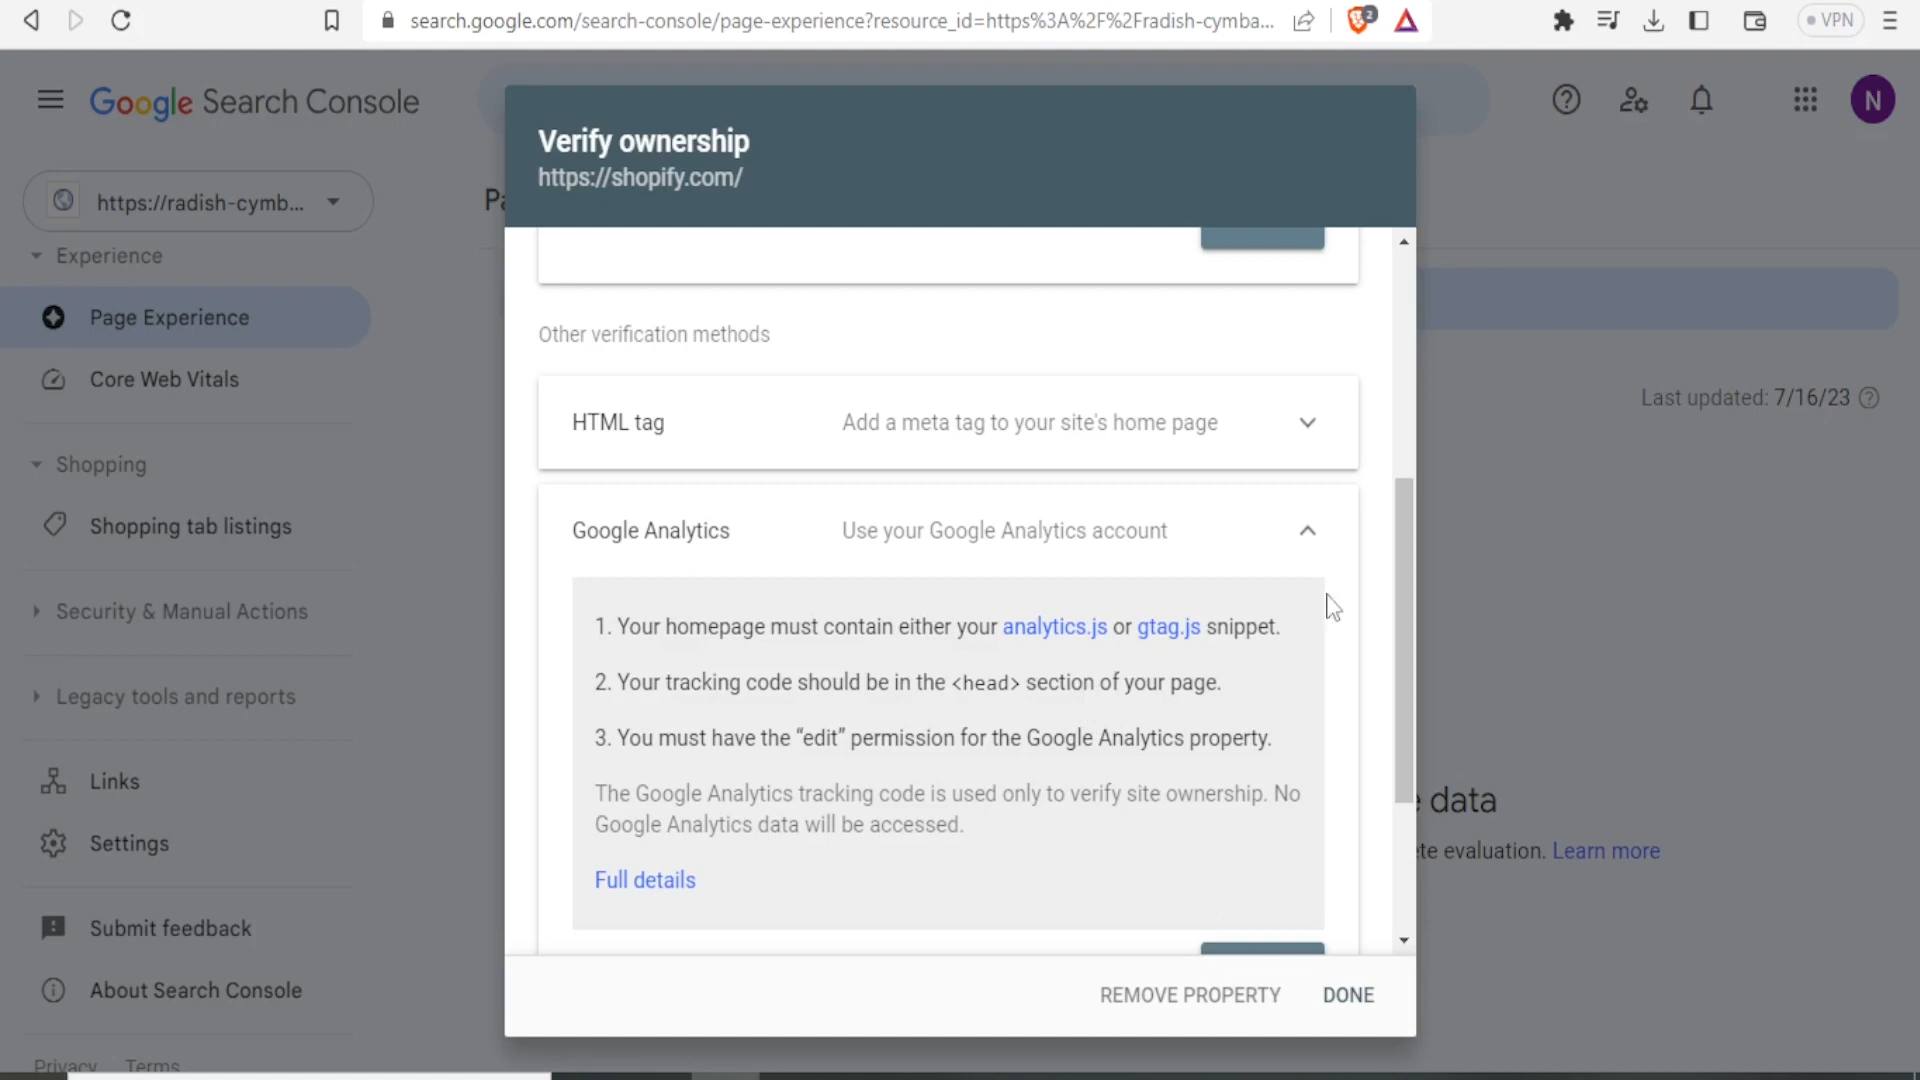 search.google.com/search-console/page-experience?resource_id=https%3A%2F%2Fradish-cymba...
2
VPN
Google Search Console
N
Verify ownership
https://shopify.com/
https://radish-cymb...
Pa
Experience
Page Experience
Core Web Vitals
Shopping
Shopping tab listings
Security & Manual Actions
Legacy tools and reports
Links
Settings
Submit feedback
About Search Console
Privacy Terms
Other verification methods
HTML tag Add a meta tag to your site's home page
Google Analytics Use your Google Analytics account
1. Your homepage must contain either your analytics.js or gtag.js snippet.
2. Your tracking code should be in the <head> section of your page.
3. You must have the “edit” permission for the Google Analytics property.
The Google Analytics tracking code is used only to verify site ownership. No
Google Analytics data will be accessed.
Full details
REMOVE PROPERTY DONE
Last updated: 7/16/23
data
ete evaluation. Learn more